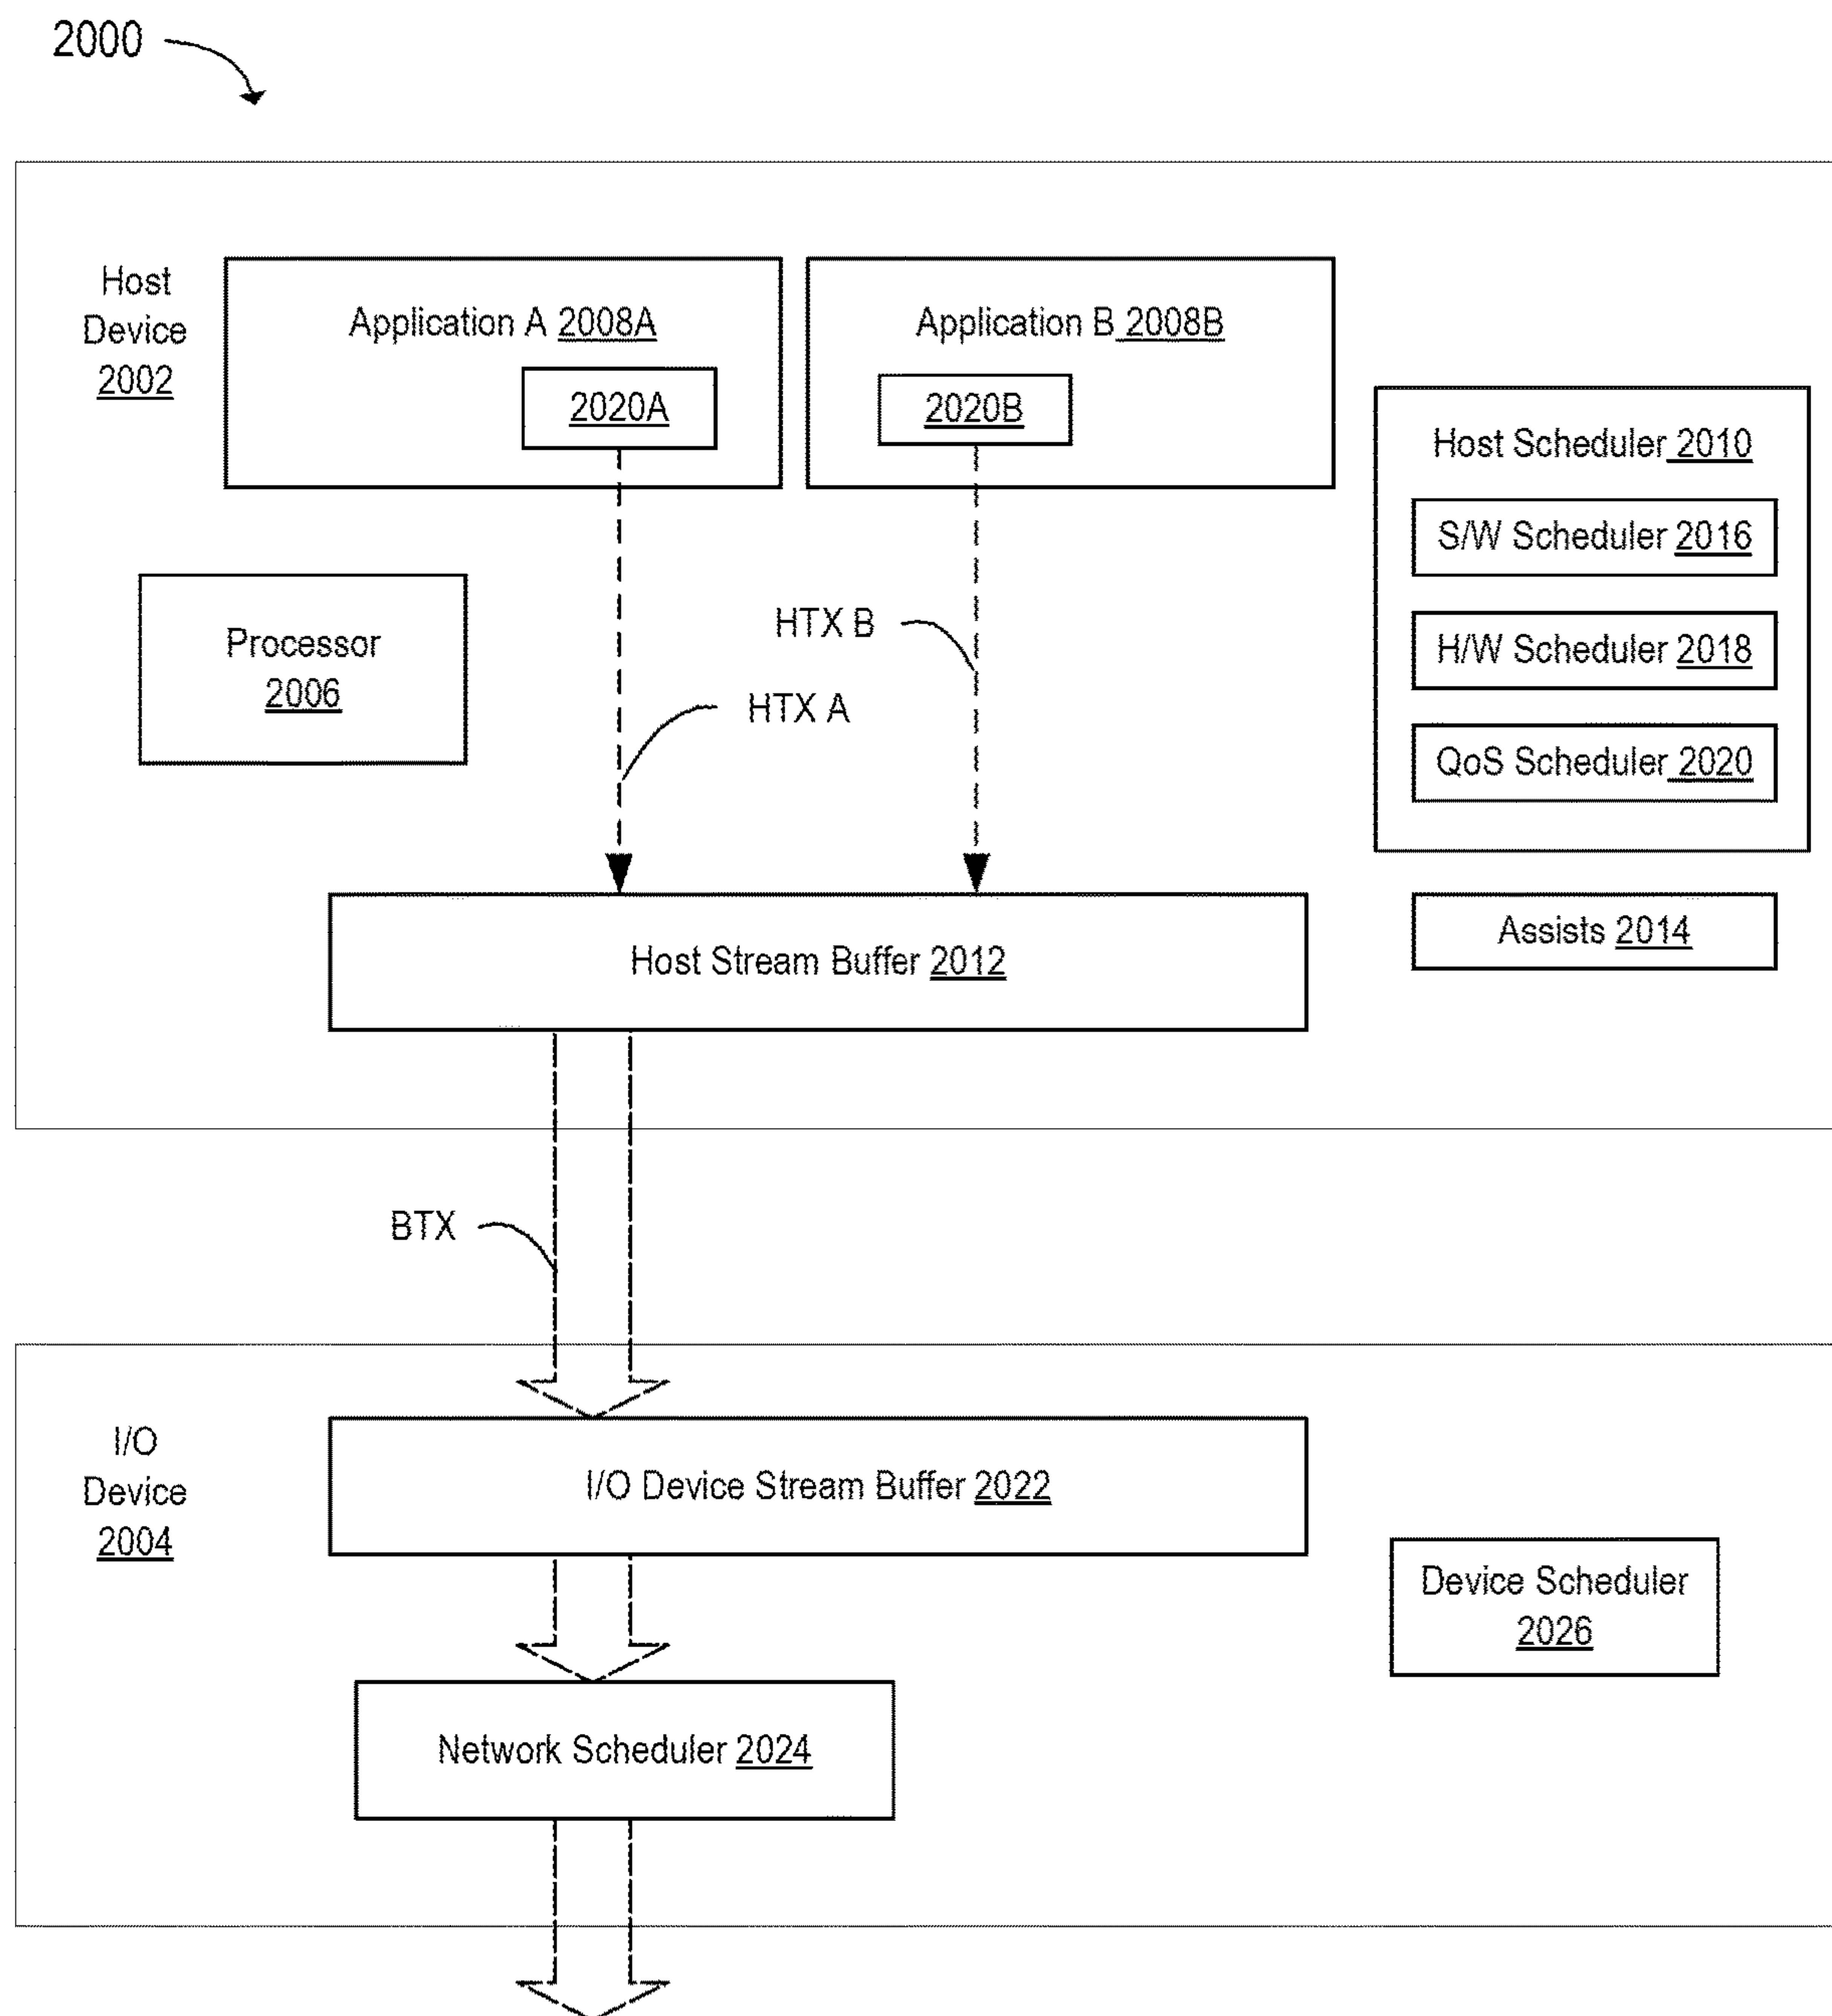 2000
Host
Device
2002
Application A 2008A
2020A
Application B 2008B
2020B
Host Scheduler 2010
S/W Scheduler 2016
H/W Scheduler 2018
QoS Scheduler 2020
Processor
2006
HTX B
HTX A
Host Stream Buffer 2012
Assists 2014
BTX
I/O
Device
2004
I/O Device Stream Buffer 2022
Device Scheduler
2026
Network Scheduler 2024